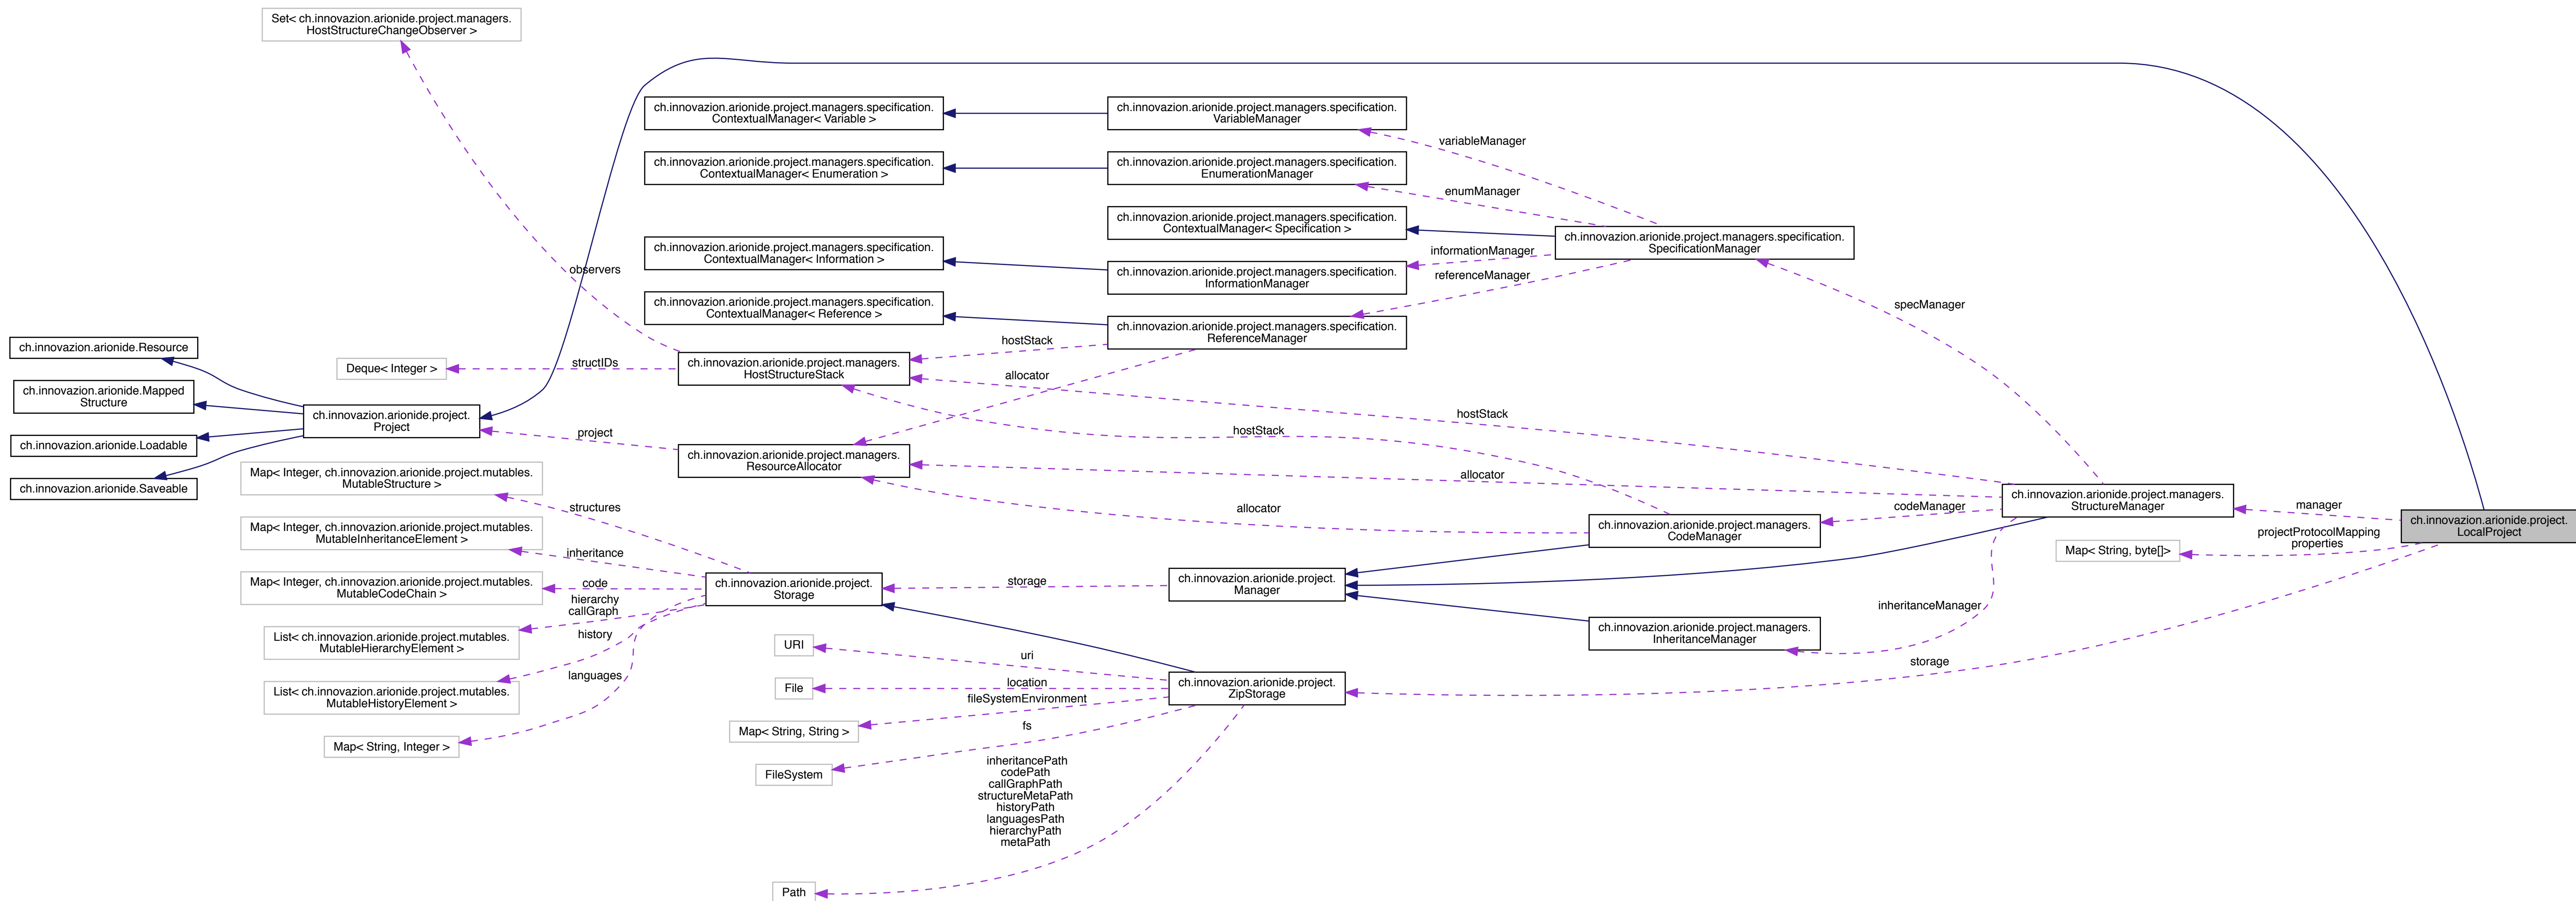 Set< ch.innovazion.arionide.project.managers.
HostStructureChangeObserver >
ch.innovazion.arionide.project.managers.specification.
ContextualManager< Variable >
ch.innovazion.arionide.project.managers.specification.
VariableManager
variableManager
ch.innovazion.arionide.project.managers.specification.
ContextualManager< Enumeration >
ch.innovazion.arionide.project.managers.specification.
EnumerationManager
enumManager
ch.innovazion.arionide.project.managers.specification.
ContextualManager< Specification >
ch.innovazion.arionide.project.managers.specification.
SpecificationManager
ch.innovazion.arionide.project.managers.specification.
ContextualManager< Information >
informationManager
observers
ch.innovazion.arionide.project.managers.specification.
InformationManager
referenceManager
ch.innovazion.arionide.project.managers.specification.
ContextualManager< Reference >
specManager
ch.innovazion.arionide.project.managers.specification.
ReferenceManager
ch.innovazion.arionide.Resource
hostStack
Deque< Integer >
structIDs
ch.innovazion.arionide.project.managers.
HostStructureStack
allocator
ch.innovazion.arionide.Mapped
Structure
ch.innovazion.arionide.project.
Project
hostStack
project
hostStack
ch.innovazion.arionide.Loadable
ch.innovazion.arionide.project.managers.
ResourceAllocator
allocator
ch.innovazion.arionide.Saveable
Map< Integer, ch.innovazion.arionide.project.mutables.
MutableStructure >
structures
allocator
codeManager
ch.innovazion.arionide.project.managers.
StructureManager
manager
ch.innovazion.arionide.project.
LocalProject
Map< Integer, ch.innovazion.arionide.project.mutables.
MutableInheritanceElement >
ch.innovazion.arionide.project.managers.
CodeManager
projectProtocolMapping
properties
Map< String, byte[]>
inheritance
Map< Integer, ch.innovazion.arionide.project.mutables.
MutableCodeChain >
code
ch.innovazion.arionide.project.
Storage
storage
ch.innovazion.arionide.project.
Manager
hierarchy
callGraph
inheritanceManager
List< ch.innovazion.arionide.project.mutables.
MutableHierarchyElement >
history
ch.innovazion.arionide.project.managers.
InheritanceManager
URI
uri
storage
languages
List< ch.innovazion.arionide.project.mutables.
MutableHistoryElement >
File
location
ch.innovazion.arionide.project.
ZipStorage
fileSystemEnvironment
Map< String, String >
fs
Map< String, Integer >
FileSystem
inheritancePath
codePath
callGraphPath
structureMetaPath
historyPath
languagesPath
hierarchyPath
metaPath
Path